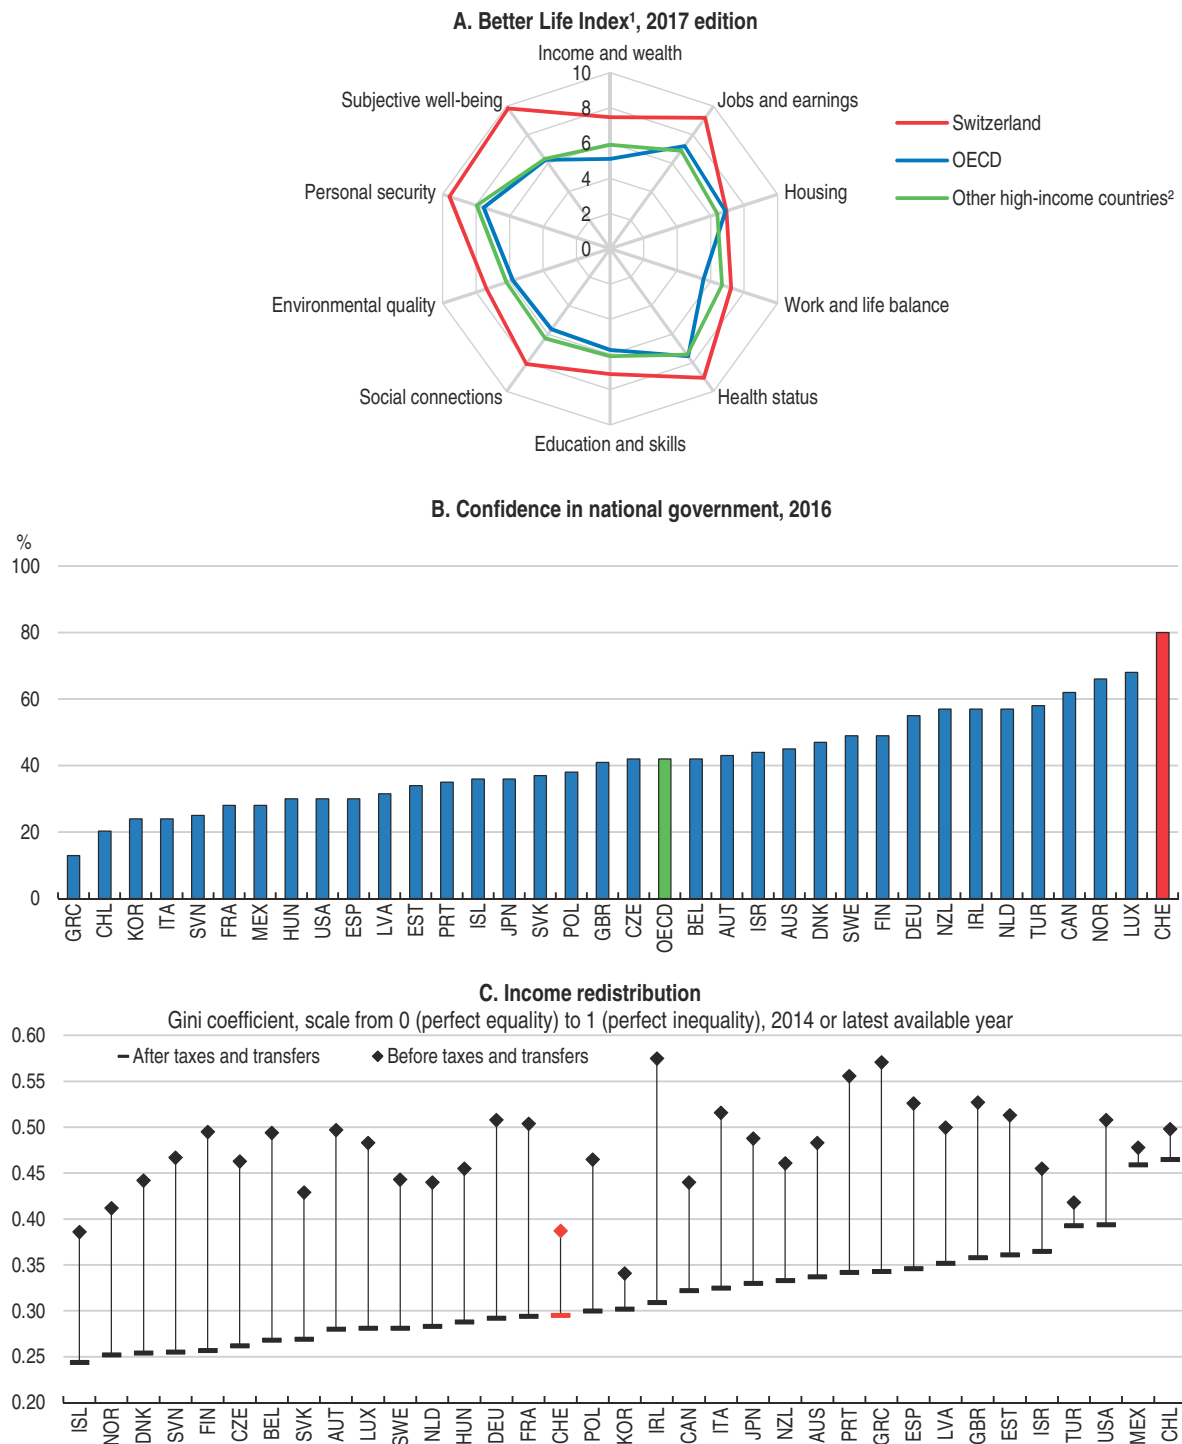 A. Better Life Index¹, 2017 edition
Income and wealth
10
Subjective well-being
Jobs and earnings
8
Switzerland
6
OECD
4
Personal security
Housing
Other high-income countries²
2
0
Environmental quality
Work and life balance
Social connections
Health status
Education and skills
B. Confidence in national government, 2016
%
100
80
60
40
20
0
GRC CHL KOR ITA SVN FRA MEX HUN USA ESP LVA EST PRT ISL JPN SVK POL GBR CZE OECD BEL AUT ISR AUS DNK SWE FIN DEU NZL IRL NLD TUR CAN NOR LUX CHE
C. Income redistribution
Gini coefficient, scale from 0 (perfect equality) to 1 (perfect inequality), 2014 or latest available year
0.60
After taxes and transfers Before taxes and transfers
0.55
0.50
0.45
0.40
0.35
0.30
0.25
0.20
ISL NOR DNK SVN FIN CZE BEL SVK AUT LUX SWE NLD HUN DEU FRA CHE POL KOR IRL CAN ITA JPN NZL AUS PRT GRC ESP LVA GBR EST ISR TUR USA MEX CHL